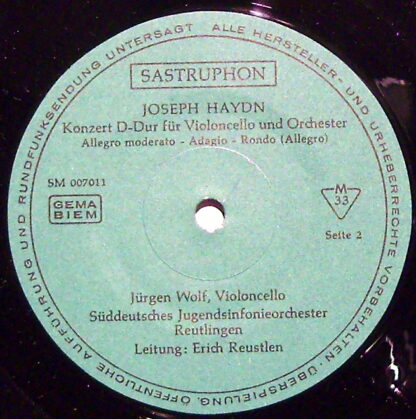 ALLE HERSTELLER- UND URHEBERRECHTE VORBEHALTEN· ÜBERSPIELUNG, ÖFFENTLICHE AUFFÜHRUNG UND RUNDFUNKSENDUNG UNTERSAGT
SASTRUPHON
JOSEPH HAYDN
Konzert D-Dur für Violoncello und Orchester
Allegro moderato - Adagio - Rondo (Allegro)
SM 007011
GEMA
BIEM
M
33
Seite 2
Jürgen Wolf, Violoncello
Süddeutsches Jugendsinfonieorchester
Reutlingen
Leitung: Erich Reustlen